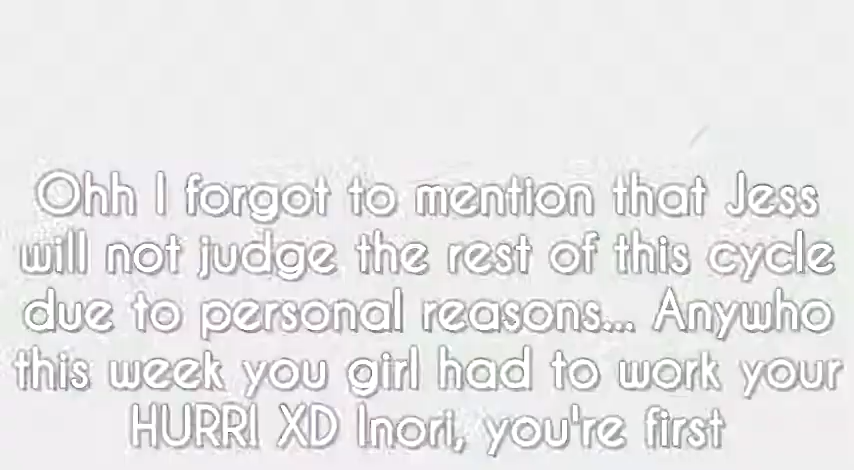 Ohh I forgot to mention that Jess
will not judge the rest of this cycle
due to personal reasons... Anywho
this week you girl had to work your
HURR! XD Inori, you're first